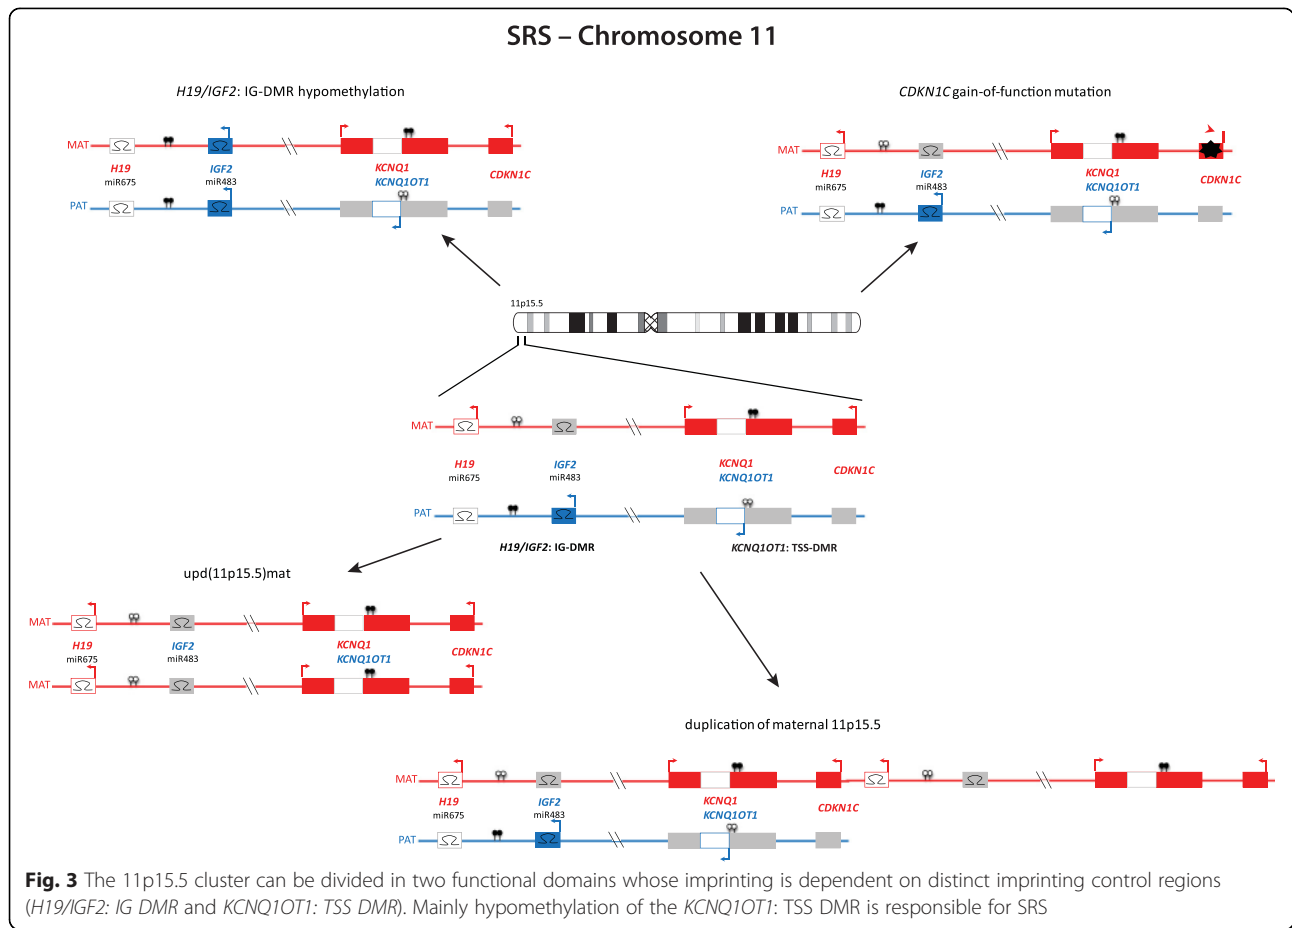 SRS – Chromosome 11
H19/IGF2: IG-DMR hypomethylation
MAT
H19
miR675
IGF2
miR483
KCNQ1
KCNQ1OT1
CDKN1C
PAT
CDKN1C gain-of-function mutation
MAT
H19
miR675
IGF2
miR483
KCNQ1
KCNQ1OT1
CDKN1C
PAT
11p15.5
MAT
H19
miR675
IGF2
miR483
KCNQ1
KCNQ1OT1
CDKN1C
PAT
H19/IGF2: IG-DMR
KCNQ1OT1: TSS-DMR
upd(11p15.5)mat
MAT
H19
miR675
IGF2
miR483
KCNQ1
KCNQ1OT1
CDKN1C
MAT
duplication of maternal 11p15.5
MAT
H19
miR675
IGF2
miR483
KCNQ1
KCNQ1OT1
CDKN1C
PAT
Fig. 3 The 11p15.5 cluster can be divided in two functional domains whose imprinting is dependent on distinct imprinting control regions
(H19/IGF2: IG DMR and KCNQ1OT1: TSS DMR). Mainly hypomethylation of the KCNQ1OT1: TSS DMR is responsible for SRS